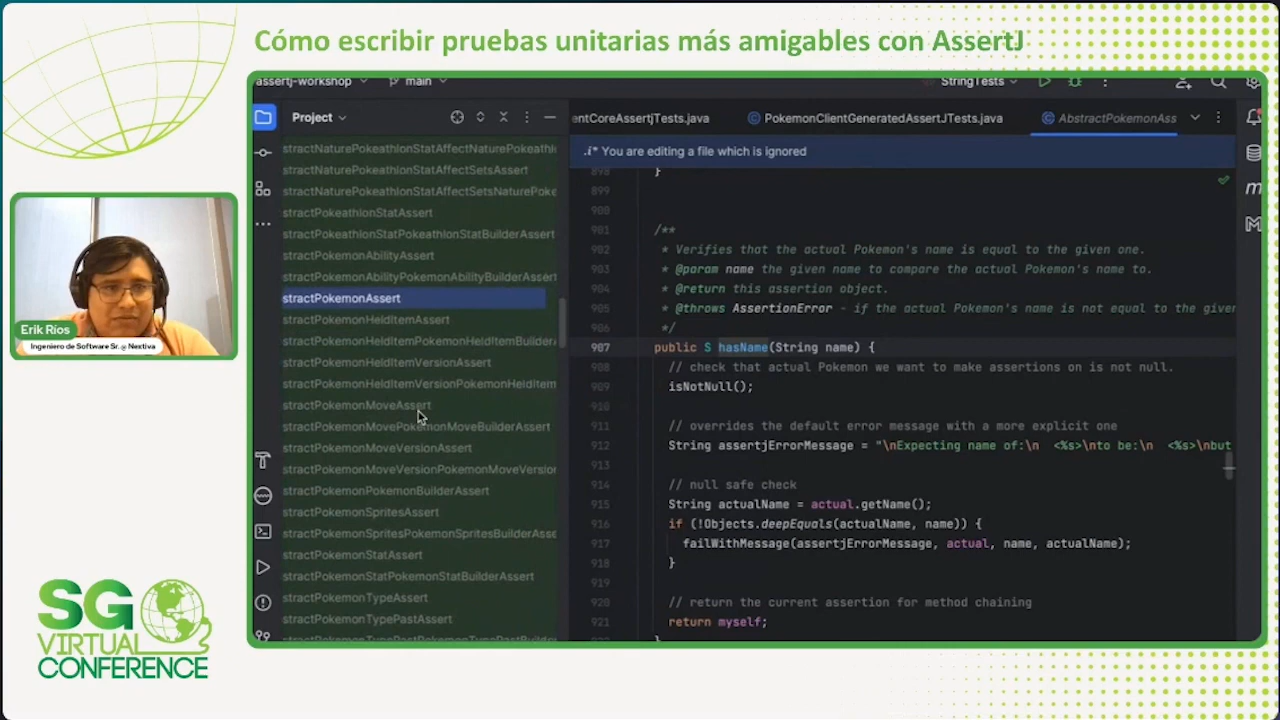 Cómo escribir pruebas unitarias más amigables con AssertJ
assertj-workshop
main
StringTests
Project
entCoreAssertjTests.java
PokemonClientGeneratedAssertJTests.java
AbstractPokemonAss
.i* You are editing a file which is ignored
stractNaturePokeathlonStatAffectNaturePokeathl
stractNaturePokeathlonStatAffectSetsAssert
stractNaturePokeathlonStatAffectSetsNaturePoke
stractPokeathlonStatAssert
stractPokeathlonStatPokeathlonStatBuilderAssert
stractPokemonAbilityAssert
stractPokemonAbilityPokemonAbilityBuilderAssert
stractPokemonAssert
stractPokemonHeldItemAssert
stractPokemonHeldItemPokemonHeldItemBuilder
stractPokemonHeldItemVersionAssert
stractPokemonHeldItemVersionPokemonHeldItem
stractPokemonMoveAssert
stractPokemonMovePokemonMoveBuilderAssert
stractPokemonMoveVersionAssert
stractPokemonMoveVersionPokemonMoveVersion
stractPokemonPokemonBuilderAssert
stractPokemonSpritesAssert
stractPokemonSpritesPokemonSpritesBuilderAsse
stractPokemonStatAssert
stractPokemonStatPokemonStatBuilderAssert
stractPokemonTypeAssert
stractPokemonTypePastAssert
stractPokemonTypePastPokemonTypePastBuilder
898 }
899
900
901 /**
902 * Verifies that the actual Pokemon's name is equal to the given one.
903 * @param name the given name to compare the actual Pokemon's name to.
904 * @return this assertion object.
905 * @throws AssertionError - if the actual Pokemon's name is not equal to the given
906 */
907 public S hasName(String name) {
908 // check that actual Pokemon we want to make assertions on is not null.
909 isNotNull();
910
911 // overrides the default error message with a more explicit one
912 String assertjErrorMessage = "\nExpecting name of:\n <%s>\nto be:\n <%s>\nbut
913
914 // null safe check
915 String actualName = actual.getName();
916 if (!Objects.deepEquals(actualName, name)) {
917 failWithMessage(assertjErrorMessage, actual, name, actualName);
918 }
919
920 // return the current assertion for method chaining
921 return myself;
}
Erik Ríos
Ingeniero de Software Sr. @ Nextiva
SG
VIRTUAL
CONFERENCE